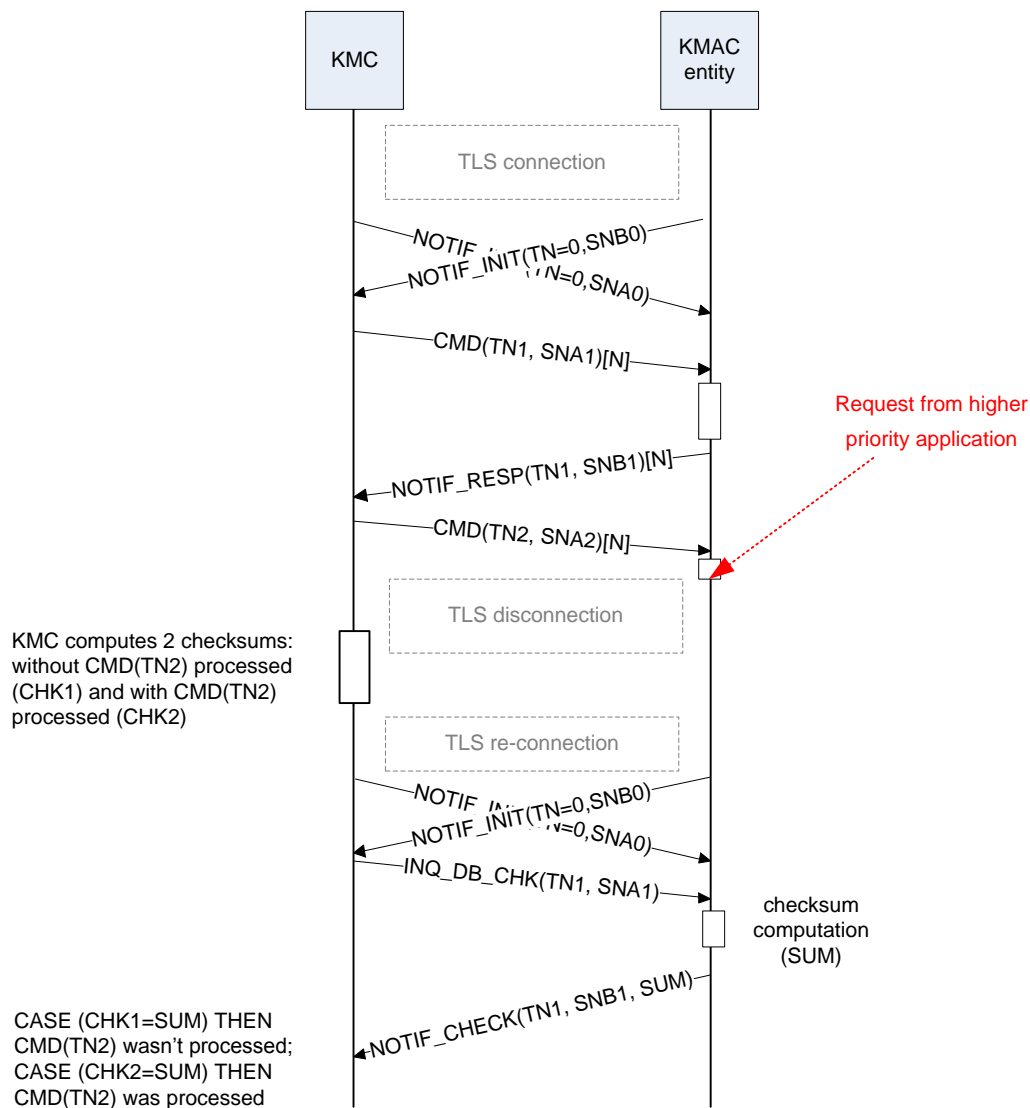 KMC
KMAC
entity
TLS connection
NOTIF_INIT(TN=0,SNB0)
NOTIF_
N=0,SNA0)
CMD(TN1, SNA1)[N]
Request from higher
priority application
NOTIF_RESP(TN1, SNB1)[N]
CMD(TN2, SNA2)[N]
TLS disconnection
KMC computes 2 checksums:
without CMD(TN2) processed
(CHK1) and with CMD(TN2)
processed (CHK2)
TLS re-connection
NOTIF_INIT(TN=0,SNB0)
NOTIF_
N=0,SNA0)
INQ_DB_CHK(TN1, SNA1)
checksum
computation
(SUM)
NOTIF_CHECK(TN1, SNB1, SUM)
CASE (CHK1=SUM) THEN
CMD(TN2) wasn't processed;
CASE (CHK2=SUM) THEN
CMD(TN2) was processed